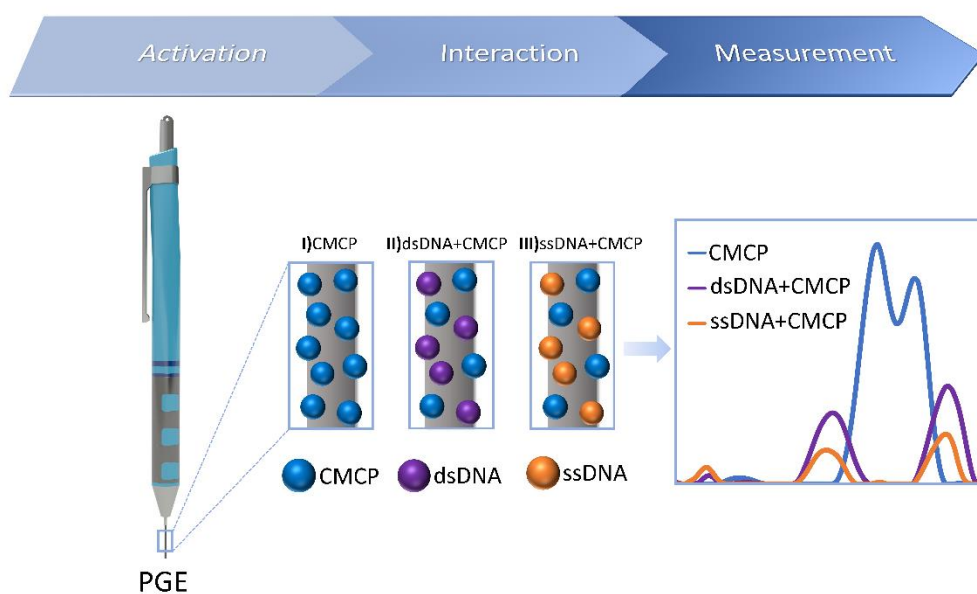 Activation
Interaction
Measurement
I)CMCP
II)dsDNA+CMCP
III)ssDNA+CMCP
CMCP
dsDNA+CMCP
ssDNA+CMCP
CMCP
dsDNA
ssDNA
PGE